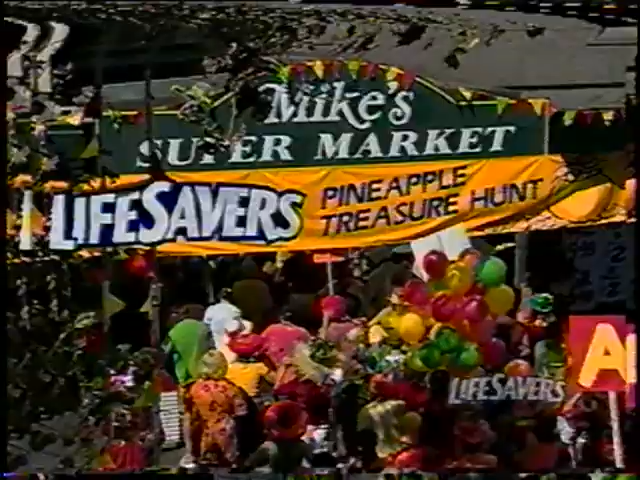 Mike's
SUPER MARKET
LIFESAVERS
PINEAPPLE
TREASURE HUNT
LIFESAVERS
A